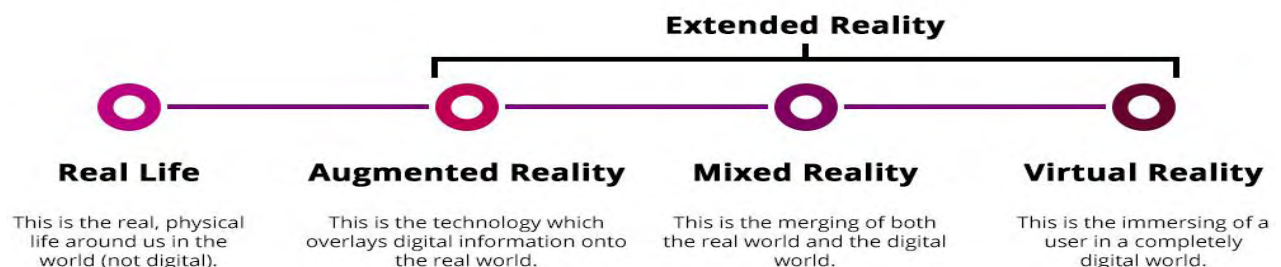 Extended Reality
Real Life
This is the real, physical
life around us in the
world (not digital).
Augmented Reality
This is the technology which
overlays digital information onto
the real world.
Mixed Reality
This is the merging of both
the real world and the digital
world.
Virtual Reality
This is the immersing of a
user in a completely
digital world.